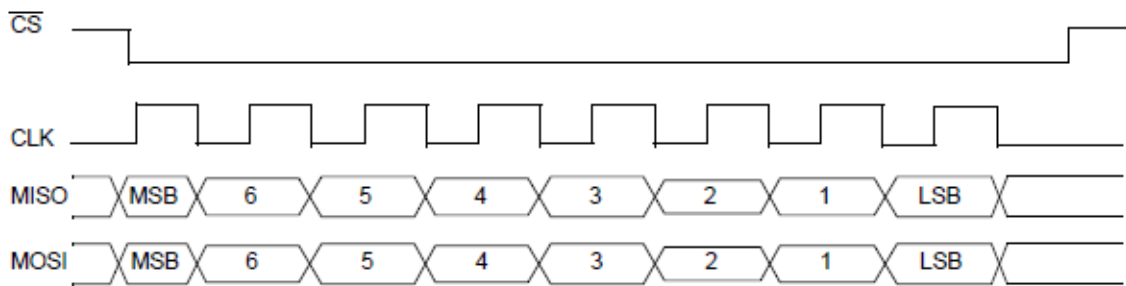 C̅S̅
CLK
MISO MSB 6 5 4 3 2 1 LSB
MOSI MSB 6 5 4 3 2 1 LSB